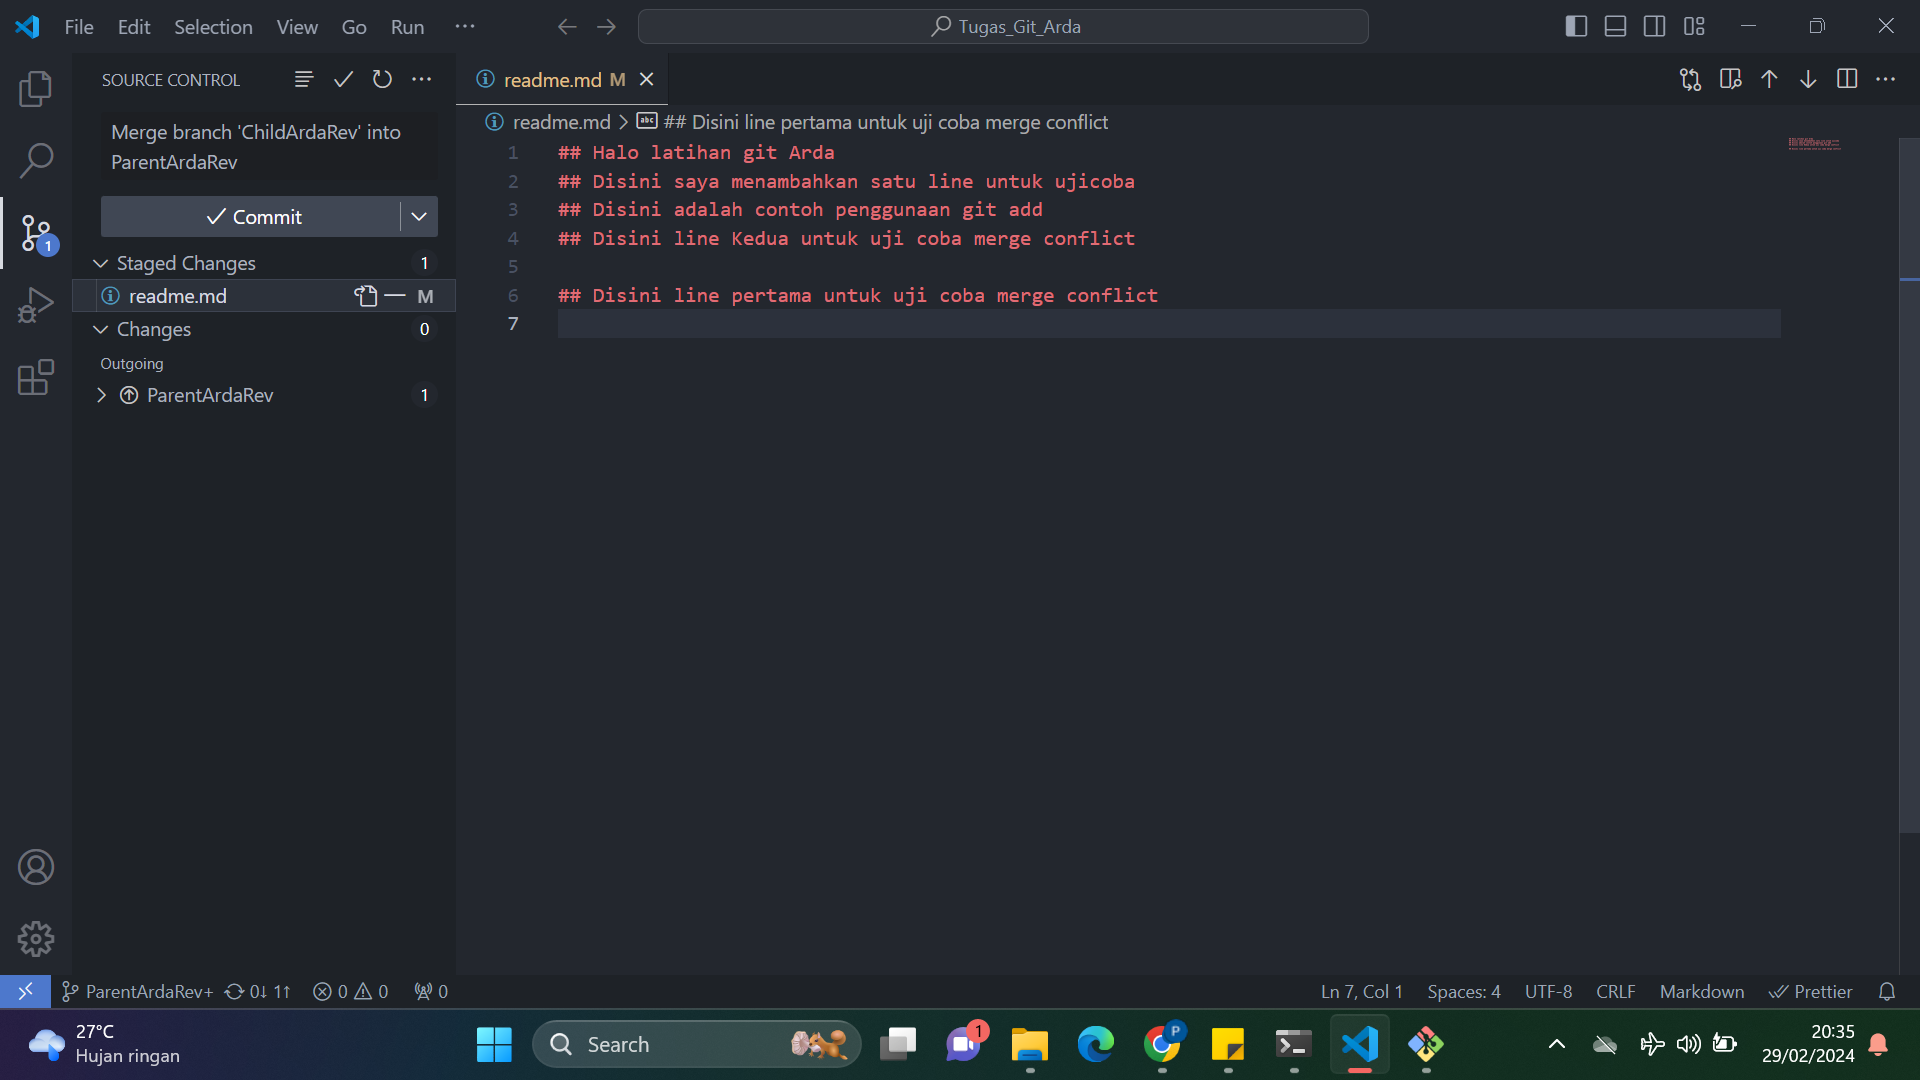 File Edit Selection View Go Run ···
Tugas_Git_Arda
SOURCE CONTROL
Merge branch 'ChildArdaRev' into
ParentArdaRev
Commit
Staged Changes 1
readme.md M
Changes 0
Outgoing
ParentArdaRev 1
1
readme.md M
readme.md > ## Disini line pertama untuk uji coba merge conflict
1 ## Halo latihan git Arda
2 ## Disini saya menambahkan satu line untuk ujicoba
3 ## Disini adalah contoh penggunaan git add
4 ## Disini line Kedua untuk uji coba merge conflict
5
6 ## Disini line pertama untuk uji coba merge conflict
7
ParentArdaRev+ 0↓ 1↑ 0 0 0
Ln 7, Col 1 Spaces: 4 UTF-8 CRLF Markdown Prettier
27°C
Hujan ringan
Search
1
P
20:35
29/02/2024